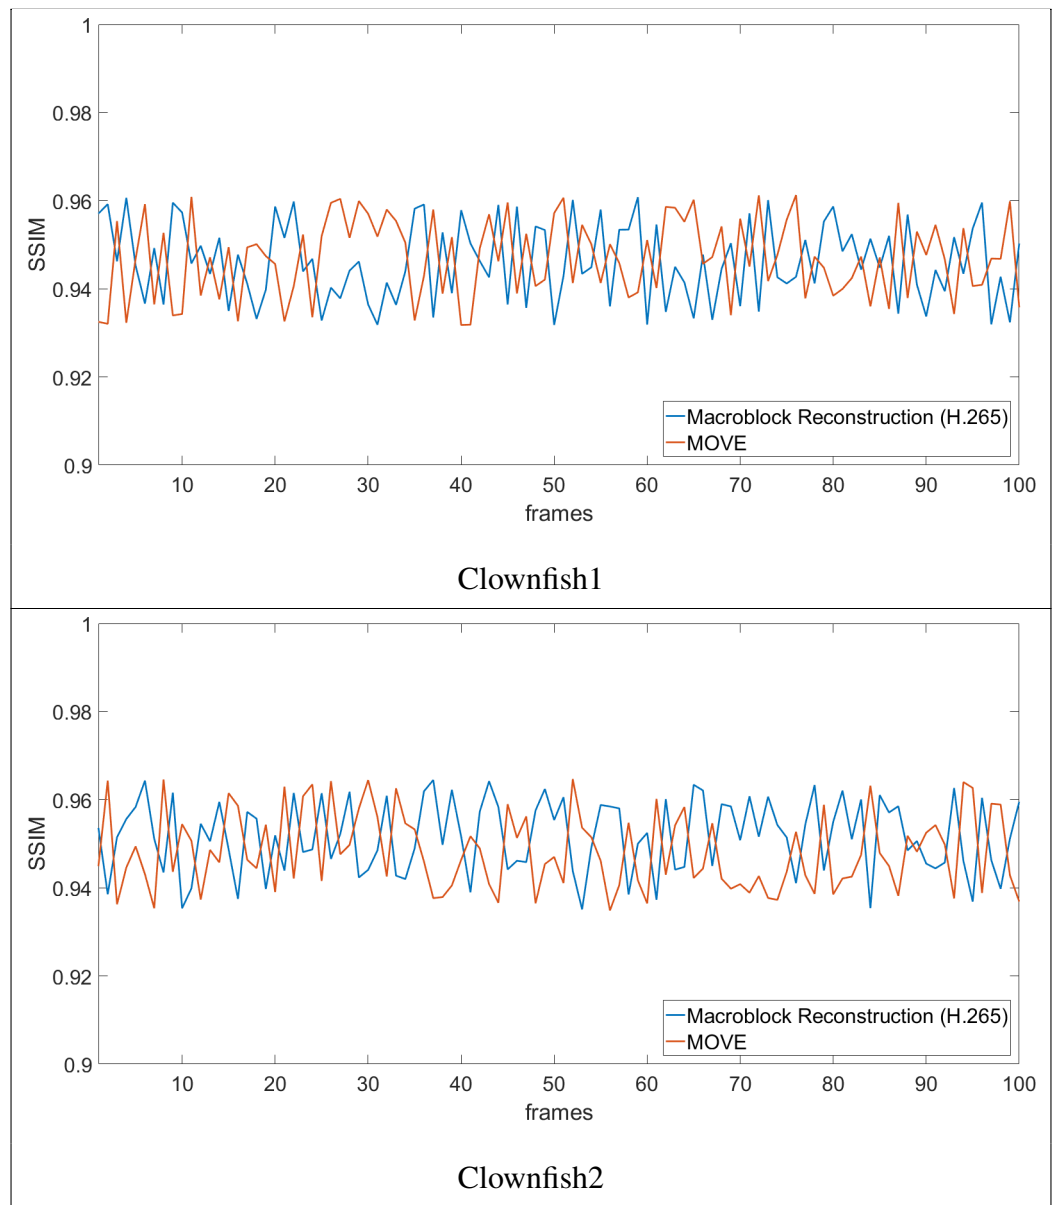 1
0.98
0.96
0.94
0.92
0.9
SSIM
10 20 30 40 50 60 70 80 90 100
frames
Macroblock Reconstruction (H.265)
MOVE
Clownfish1
1
0.98
0.96
0.94
0.92
0.9
SSIM
10 20 30 40 50 60 70 80 90 100
frames
Macroblock Reconstruction (H.265)
MOVE
Clownfish2